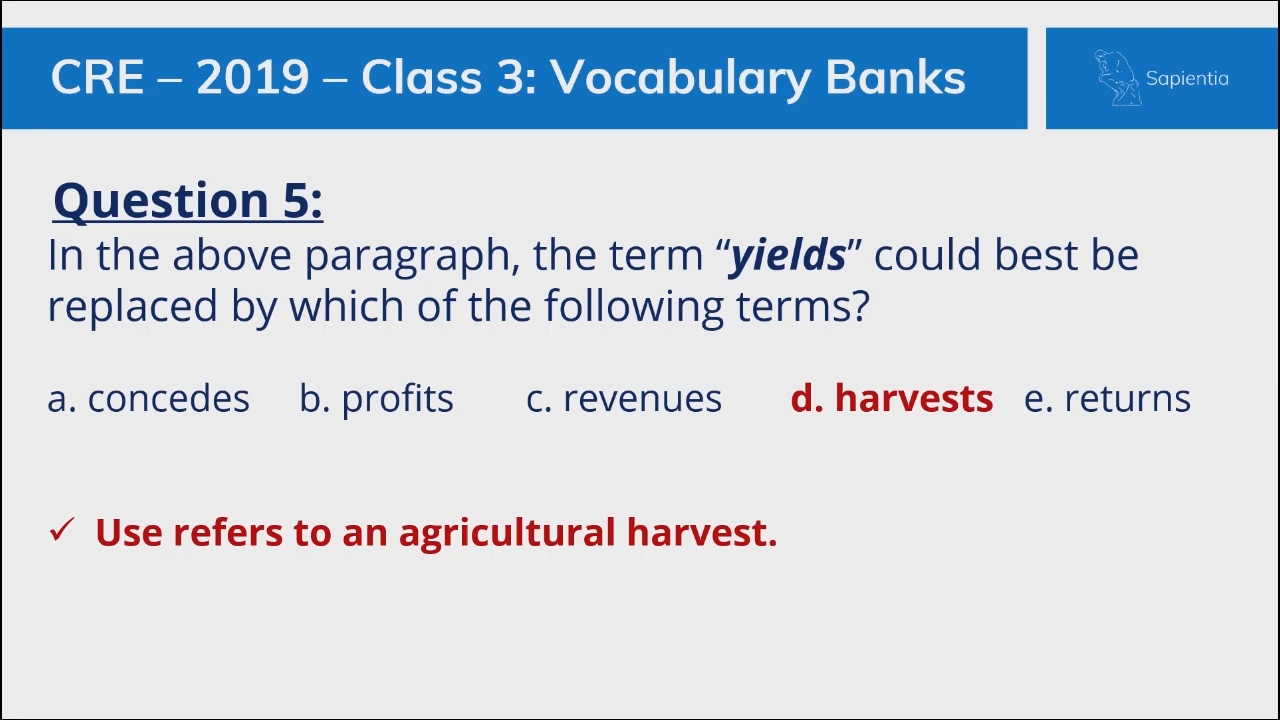 CRE – 2019 – Class 3: Vocabulary Banks
Sapientia
Question 5:
In the above paragraph, the term “yields” could best be
replaced by which of the following terms?
a. concedes b. profits c. revenues d. harvests e. returns
✓ Use refers to an agricultural harvest.